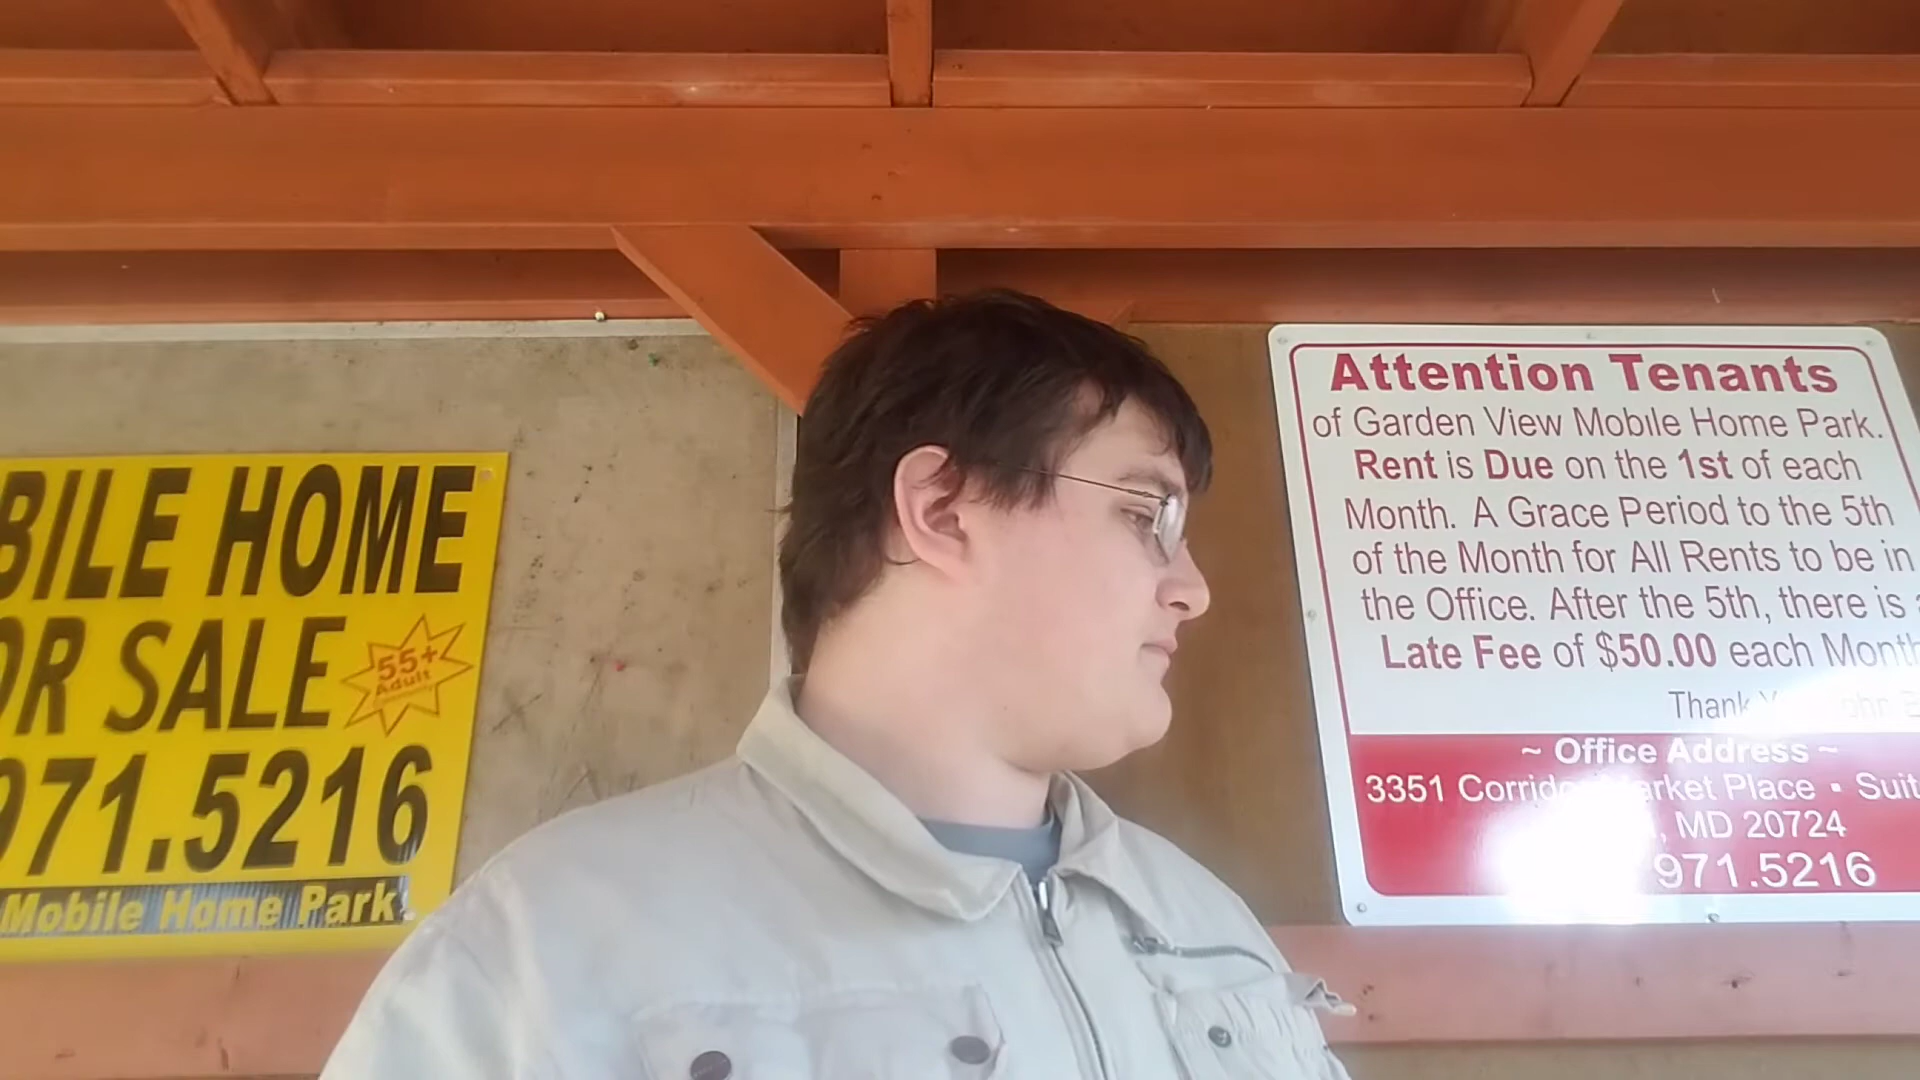 BILE HOME
OR SALE
55+
Adult
971.5216
Mobile Home Park
Attention Tenants
of Garden View Mobile Home Park.
Rent is Due on the 1st of each
Month. A Grace Period to the 5th
of the Month for All Rents to be in
the Office. After the 5th, there is
Late Fee of $50.00 each Month
Thank
~ Office Address ~
3351 Corridor Market Place • Suit
, MD 20724
971.5216